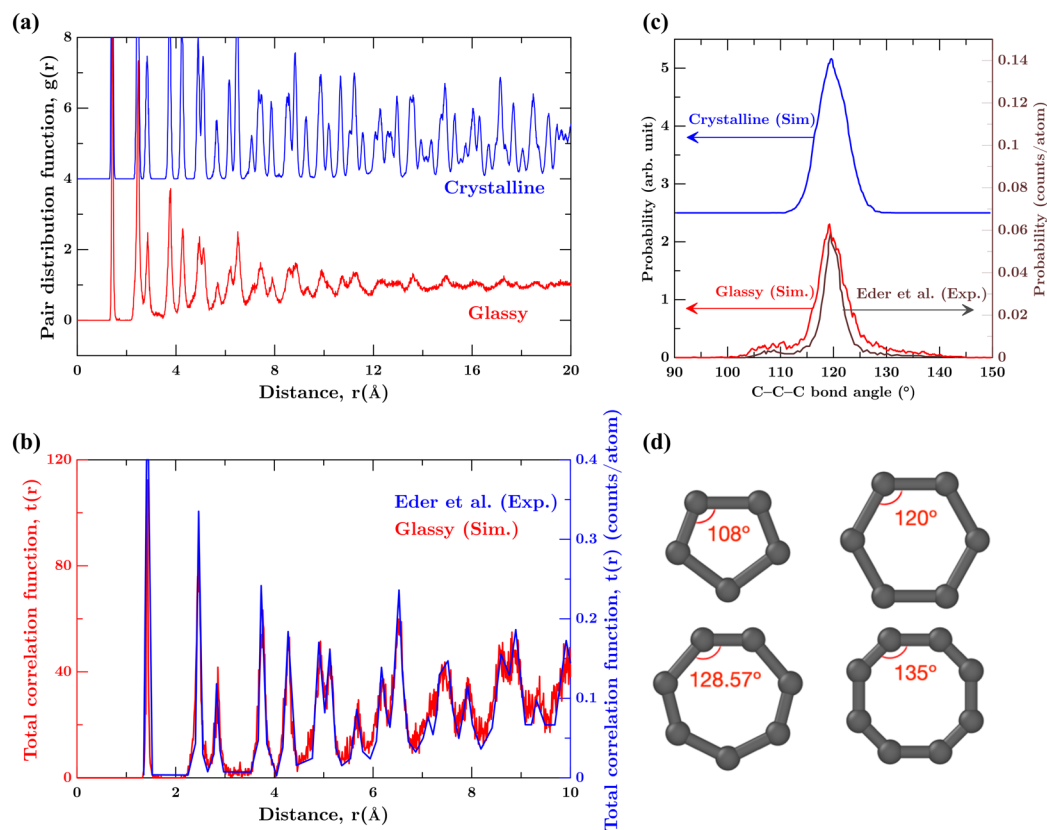 (a)
Pair distribution function, g(r)
8
6
4
2
0
Crystalline
Glassy
0 4 8 12 16 20
Distance, r(Å)
(c)
Probability (arb. unit)
5
4
3
2
1
0
Crystalline (Sim)
Glassy (Sim.)
Eder et al. (Exp.)
0.14
0.12
0.1
0.08
0.06
0.04
0.02
0
Probability (counts/atom)
90 100 110 120 130 140 150
C–C–C bond angle (°)
(b)
Total correlation function, t(r)
120
80
40
0
Eder et al. (Exp.)
Glassy (Sim.)
0.4
0.3
0.2
0.1
0
Total correlation function, t(r) (counts/atom)
0 2 4 6 8 10
Distance, r(Å)
(d)
108°
120°
128.57°
135°